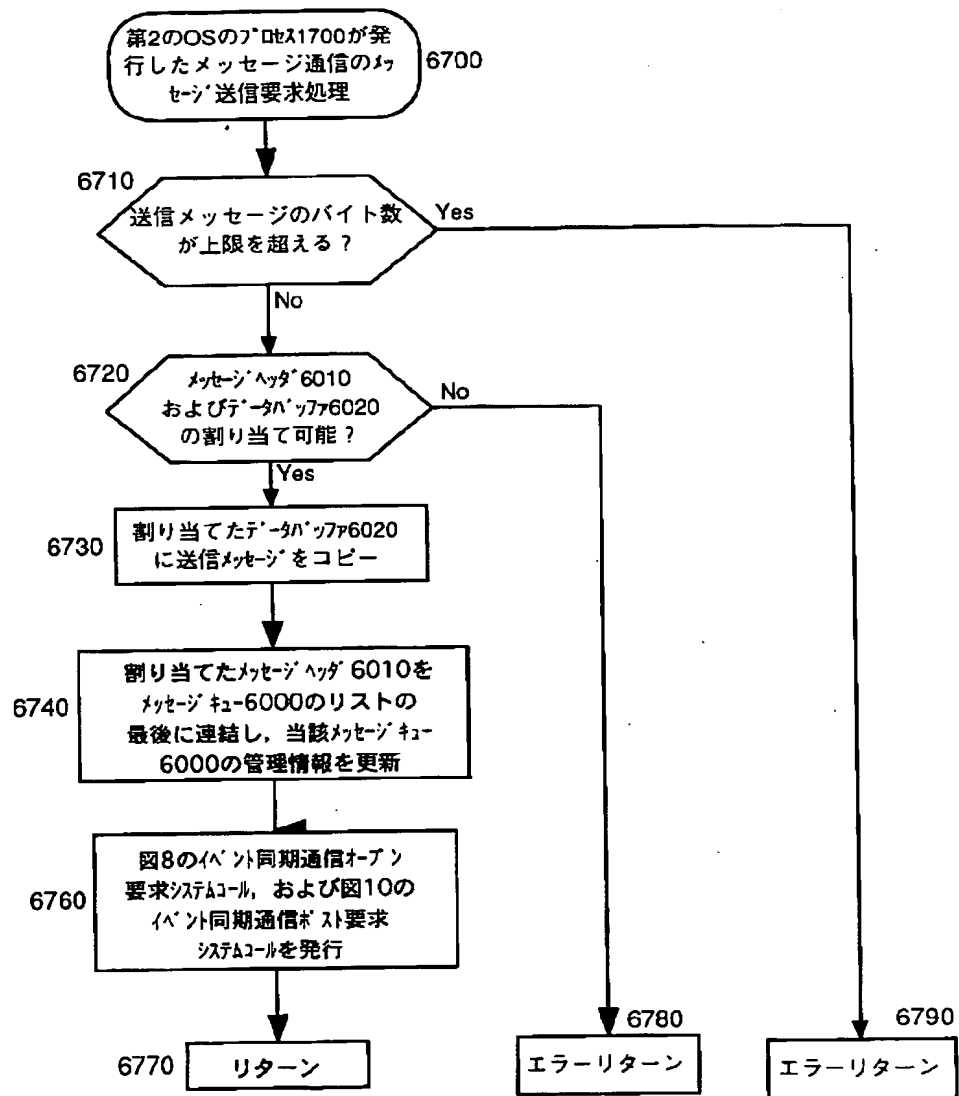 第2のOSのﾌﾟﾛｾｽ1700が発
行したメッセージ通信のﾒｯ
ｾｰｼﾞ送信要求処理
6700
6710
送信メッセージのバイト数
が上限を超える？
Yes
No
6720
ﾒｯｾｰｼﾞﾍｯﾀﾞ6010
およびﾃﾞｰﾀﾊﾞｯﾌｧ6020
の割り当て可能？
No
Yes
6730
割り当てたﾃﾞｰﾀﾊﾞｯﾌｧ6020
に送信ﾒｯｾｰｼﾞをコピー
6740
割り当てたﾒｯｾｰｼﾞﾍｯﾀﾞ6010を
ﾒｯｾｰｼﾞｷｭｰ6000のリストの
最後に連結し，当該ﾒｯｾｰｼﾞｷｭｰ
6000の管理情報を更新
6760
図8のｲﾍﾞﾝﾄ同期通信ｵｰﾌﾟﾝ
要求ｼｽﾃﾑｺｰﾙ，および図10の
ｲﾍﾞﾝﾄ同期通信ﾎﾟｽﾄ要求
ｼｽﾃﾑｺｰﾙを発行
6770
リターン
6780
エラーリターン
6790
エラーリターン